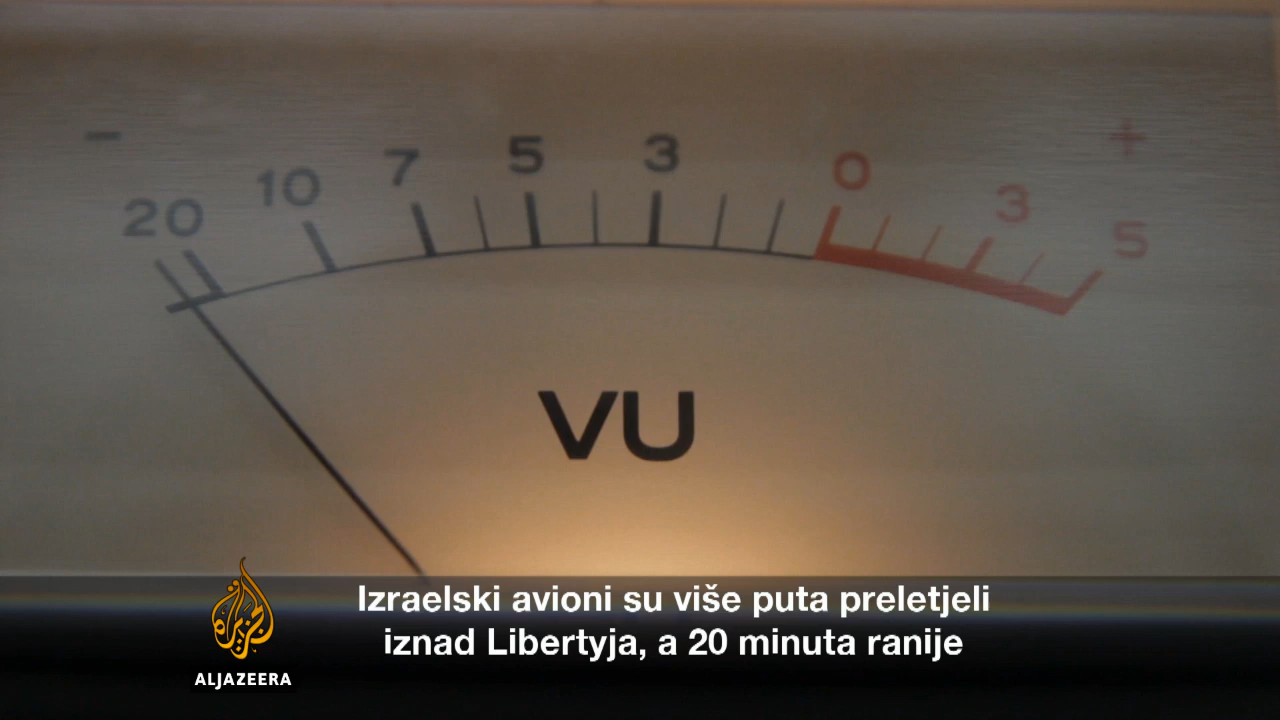 - 20 10 7 5 3 0 3 5 +
VU
Izraelski avioni su više puta preletjeli
iznad Libertyja, a 20 minuta ranije
الجزيرة
ALJAZEERA